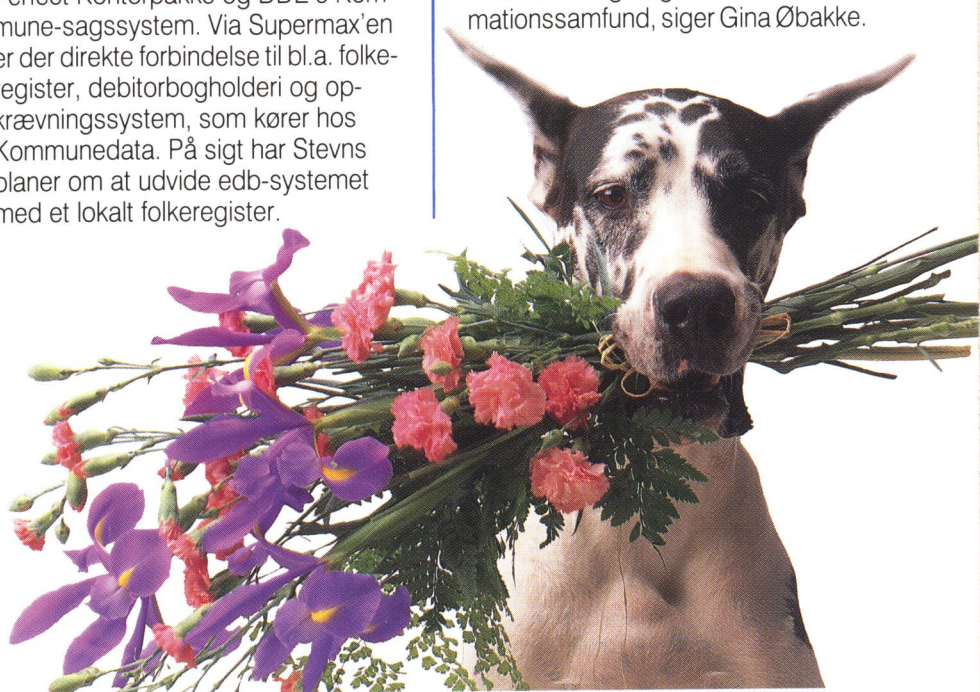 mune-sagssystem. Via Supermax'en
er der direkte forbindelse til bl.a. folke-
register, debitorbogholderi og op-
krævningssystem, som kører hos
Kommunedata. På sigt har Stevns
planer om at udvide edb-systemet
med et lokalt folkeregister.
mationssamfund, siger Gina Øbakke.